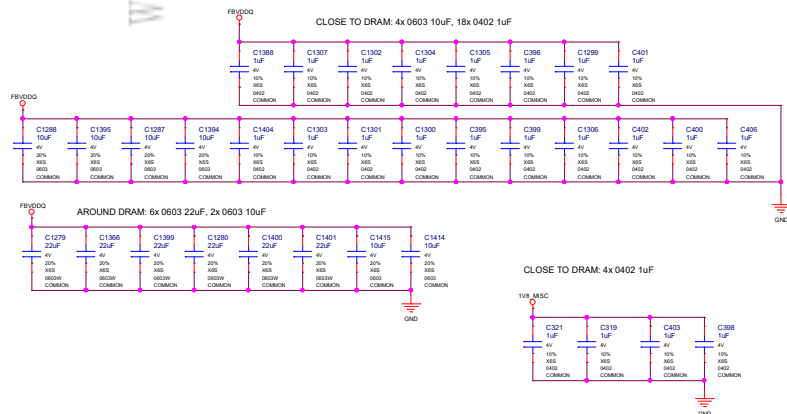 FBVDDQ
CLOSE TO DRAM: 4x 0603 10uF, 18x 0402 1uF
C1388 C1307 C1302 C1304 C1305 C396 C1299 C401
1uF 1uF 1uF 1uF 1uF 1uF 1uF 1uF
4V 4V 4V 4V 4V 4V 4V 4V
10% 10% 10% 10% 10% 10% 10% 10%
X6S X6S X6S X6S X6S X6S X6S X6S
0402 0402 0402 0402 0402 0402 0402 0402
COMMON COMMON COMMON COMMON COMMON COMMON COMMON COMMON
FBVDDQ
C1288 C1395 C1287 C1394 C1404 C1303 C1301 C1300 C395 C399 C1306 C402 C400 C406
10uF 10uF 10uF 10uF 1uF 1uF 1uF 1uF 1uF 1uF 1uF 1uF 1uF 1uF
4V 4V 4V 4V 4V 4V 4V 4V 4V 4V 4V 4V 4V 4V
20% 20% 20% 20% 10% 10% 10% 10% 10% 10% 10% 10% 10% 10%
X6S X6S X6S X6S X6S X6S X6S X6S X6S X6S X6S X6S X6S X6S
0603 0603 0603 0603 0402 0402 0402 0402 0402 0402 0402 0402 0402 0402
COMMON COMMON COMMON COMMON COMMON COMMON COMMON COMMON COMMON COMMON COMMON COMMON COMMON COMMON
GND
FBVDDQ
AROUND DRAM: 6x 0603 22uF, 2x 0603 10uF
C1279 C1366 C1399 C1280 C1400 C1401 C1415 C1414
22uF 22uF 22uF 22uF 22uF 22uF 10uF 10uF
4V 4V 4V 4V 4V 4V 4V 4V
20% 20% 20% 20% 20% 20% 20% 20%
X6S X6S X6S X6S X6S X6S X6S X6S
0603W 0603W 0603W 0603W 0603W 0603W 0603 0603
COMMON COMMON COMMON COMMON COMMON COMMON COMMON COMMON
GND
CLOSE TO DRAM: 4x 0402 1uF
1V8_MISC
C321 C319 C403 C398
1uF 1uF 1uF 1uF
4V 4V 4V 4V
10% 10% 10% 10%
X6S X6S X6S X6S
0402 0402 0402 0402
COMMON COMMON COMMON COMMON
GND